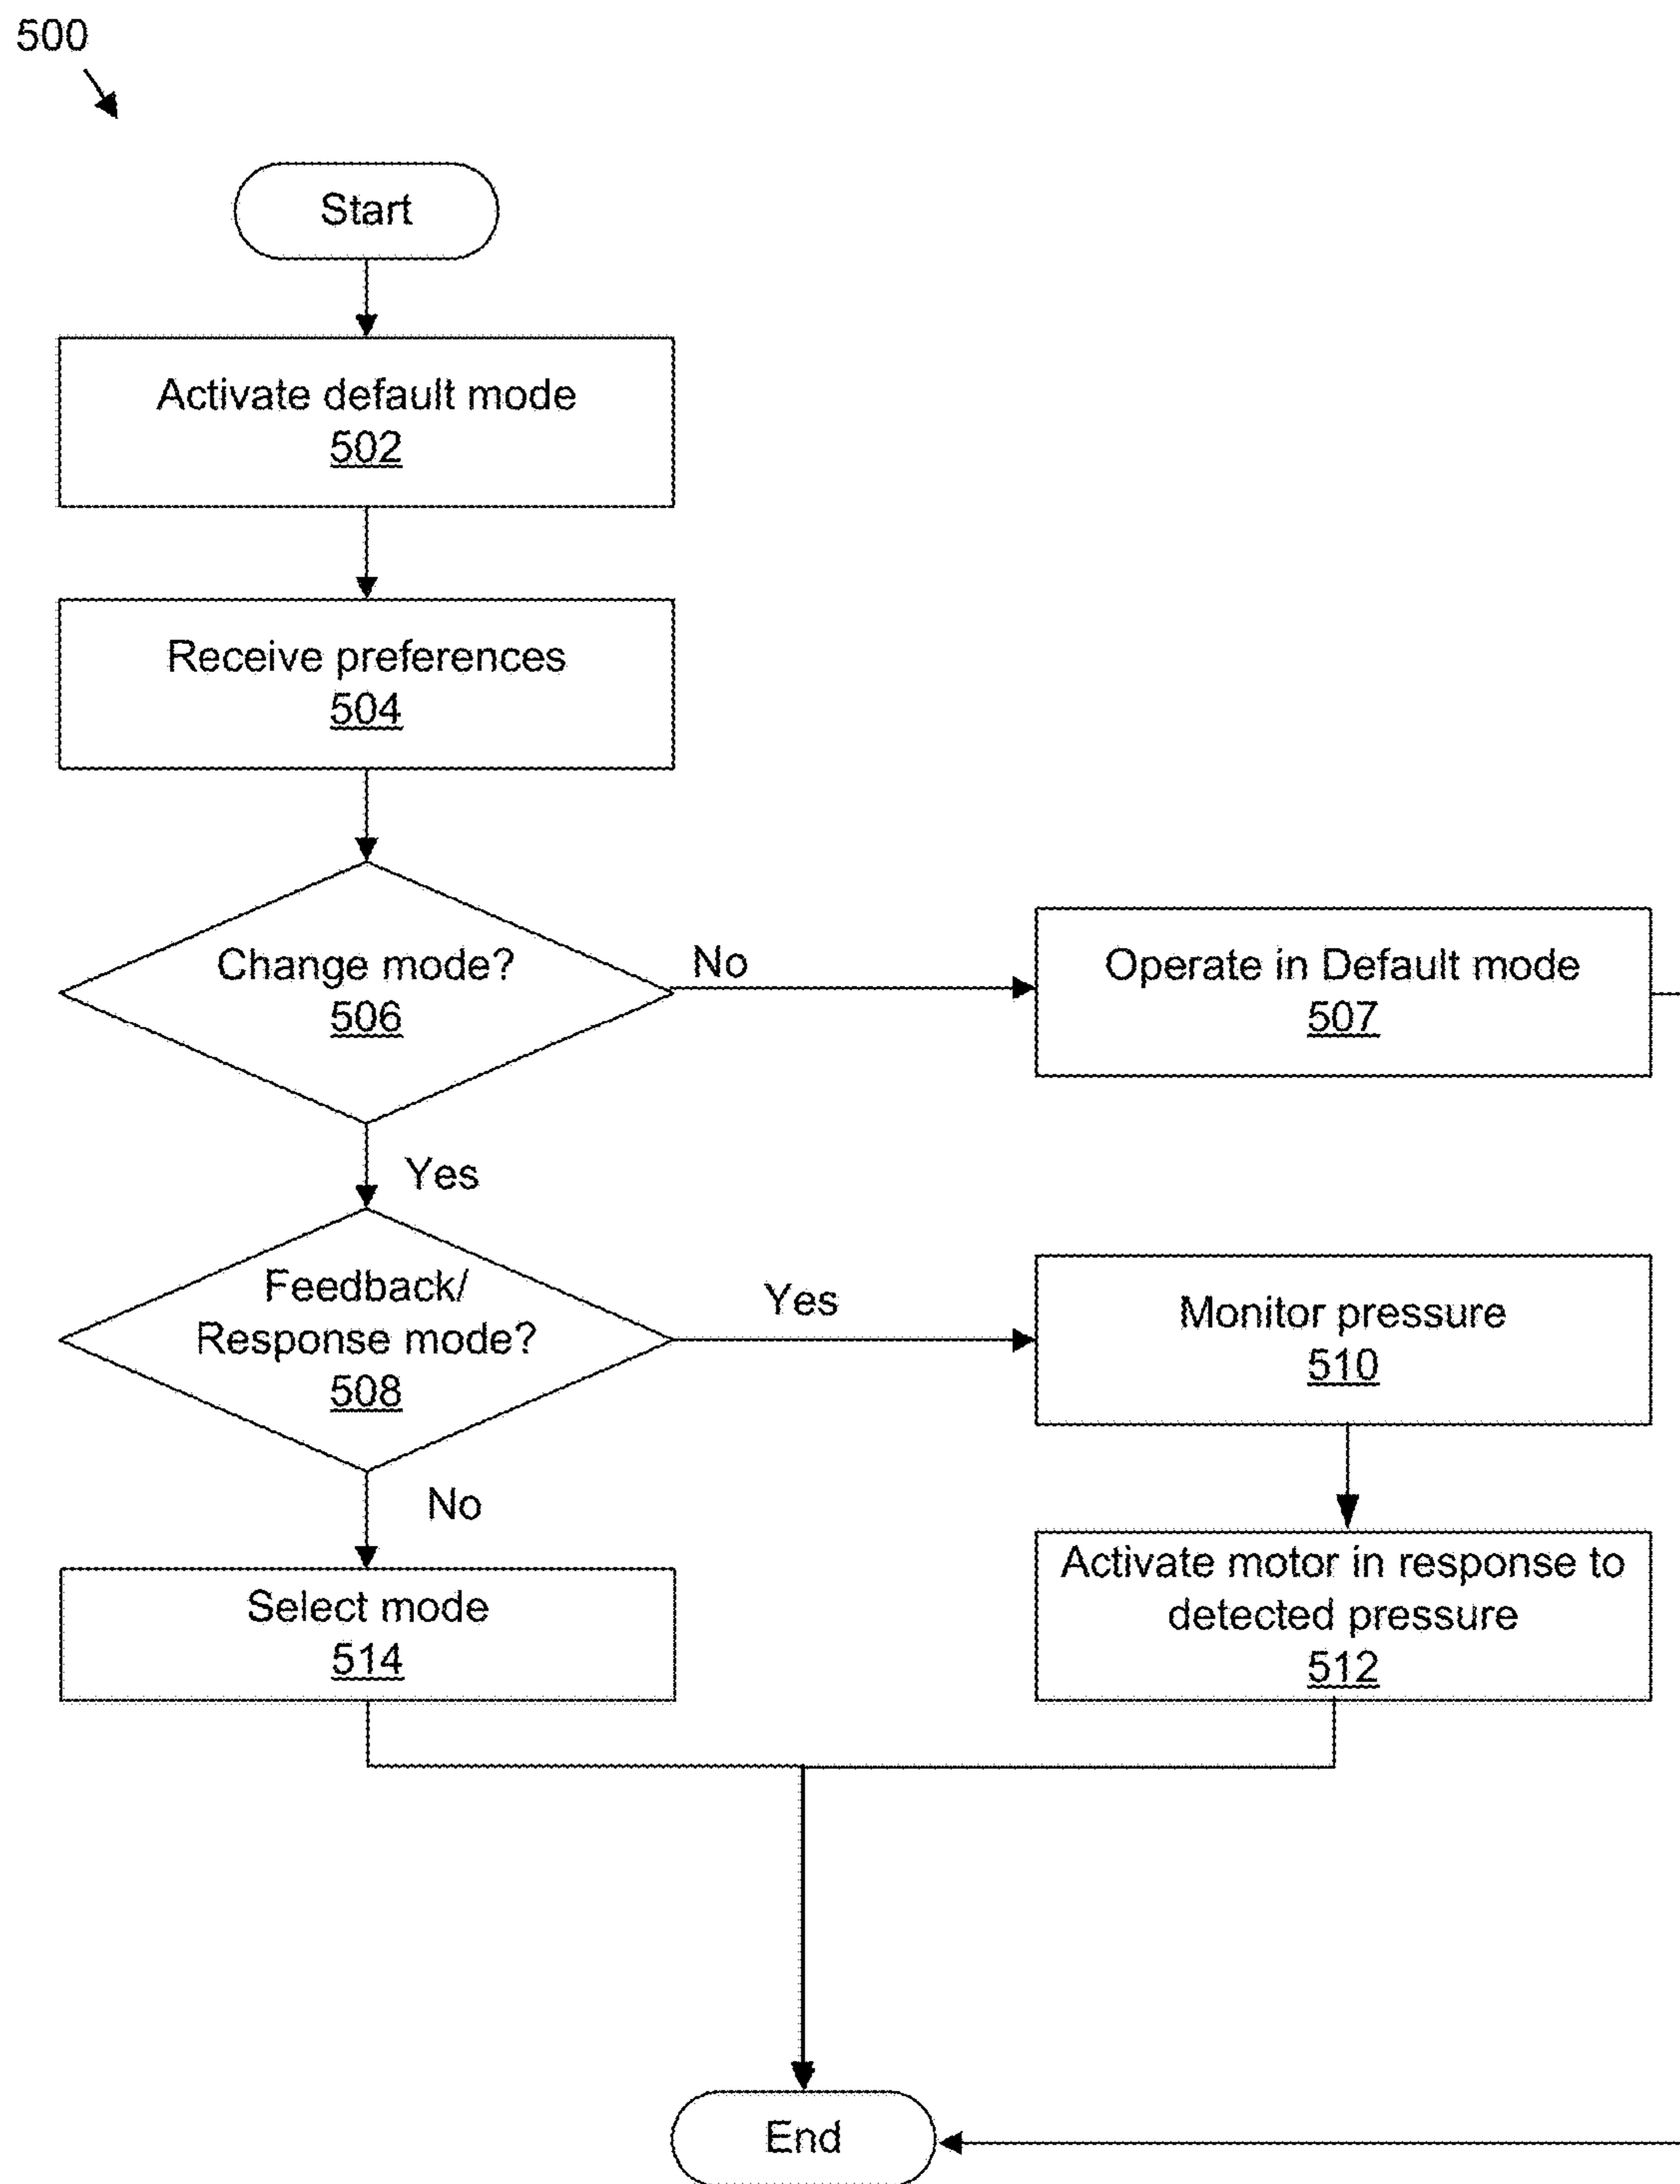 500
Start
Activate default mode
502
Receive preferences
504
Change mode?
506
No
Operate in Default mode
507
Yes
Feedback/
Response mode?
508
Yes
Monitor pressure
510
No
Select mode
514
Activate motor in response to
detected pressure
512
End